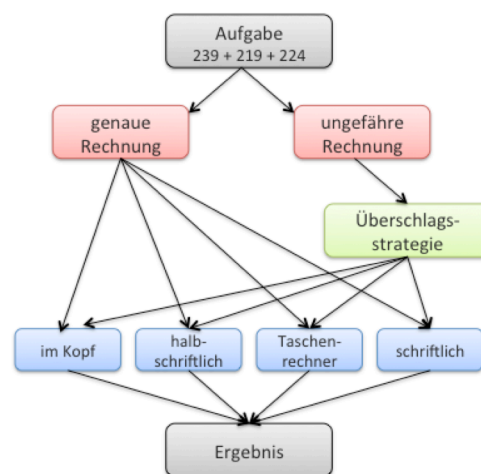 Aufgabe
239 + 219 + 224
genaue
Rechnung
ungefähre
Rechnung
Überschlags-
strategie
im Kopf
halb-
schriftlich
Taschen-
rechner
schriftlich
Ergebnis